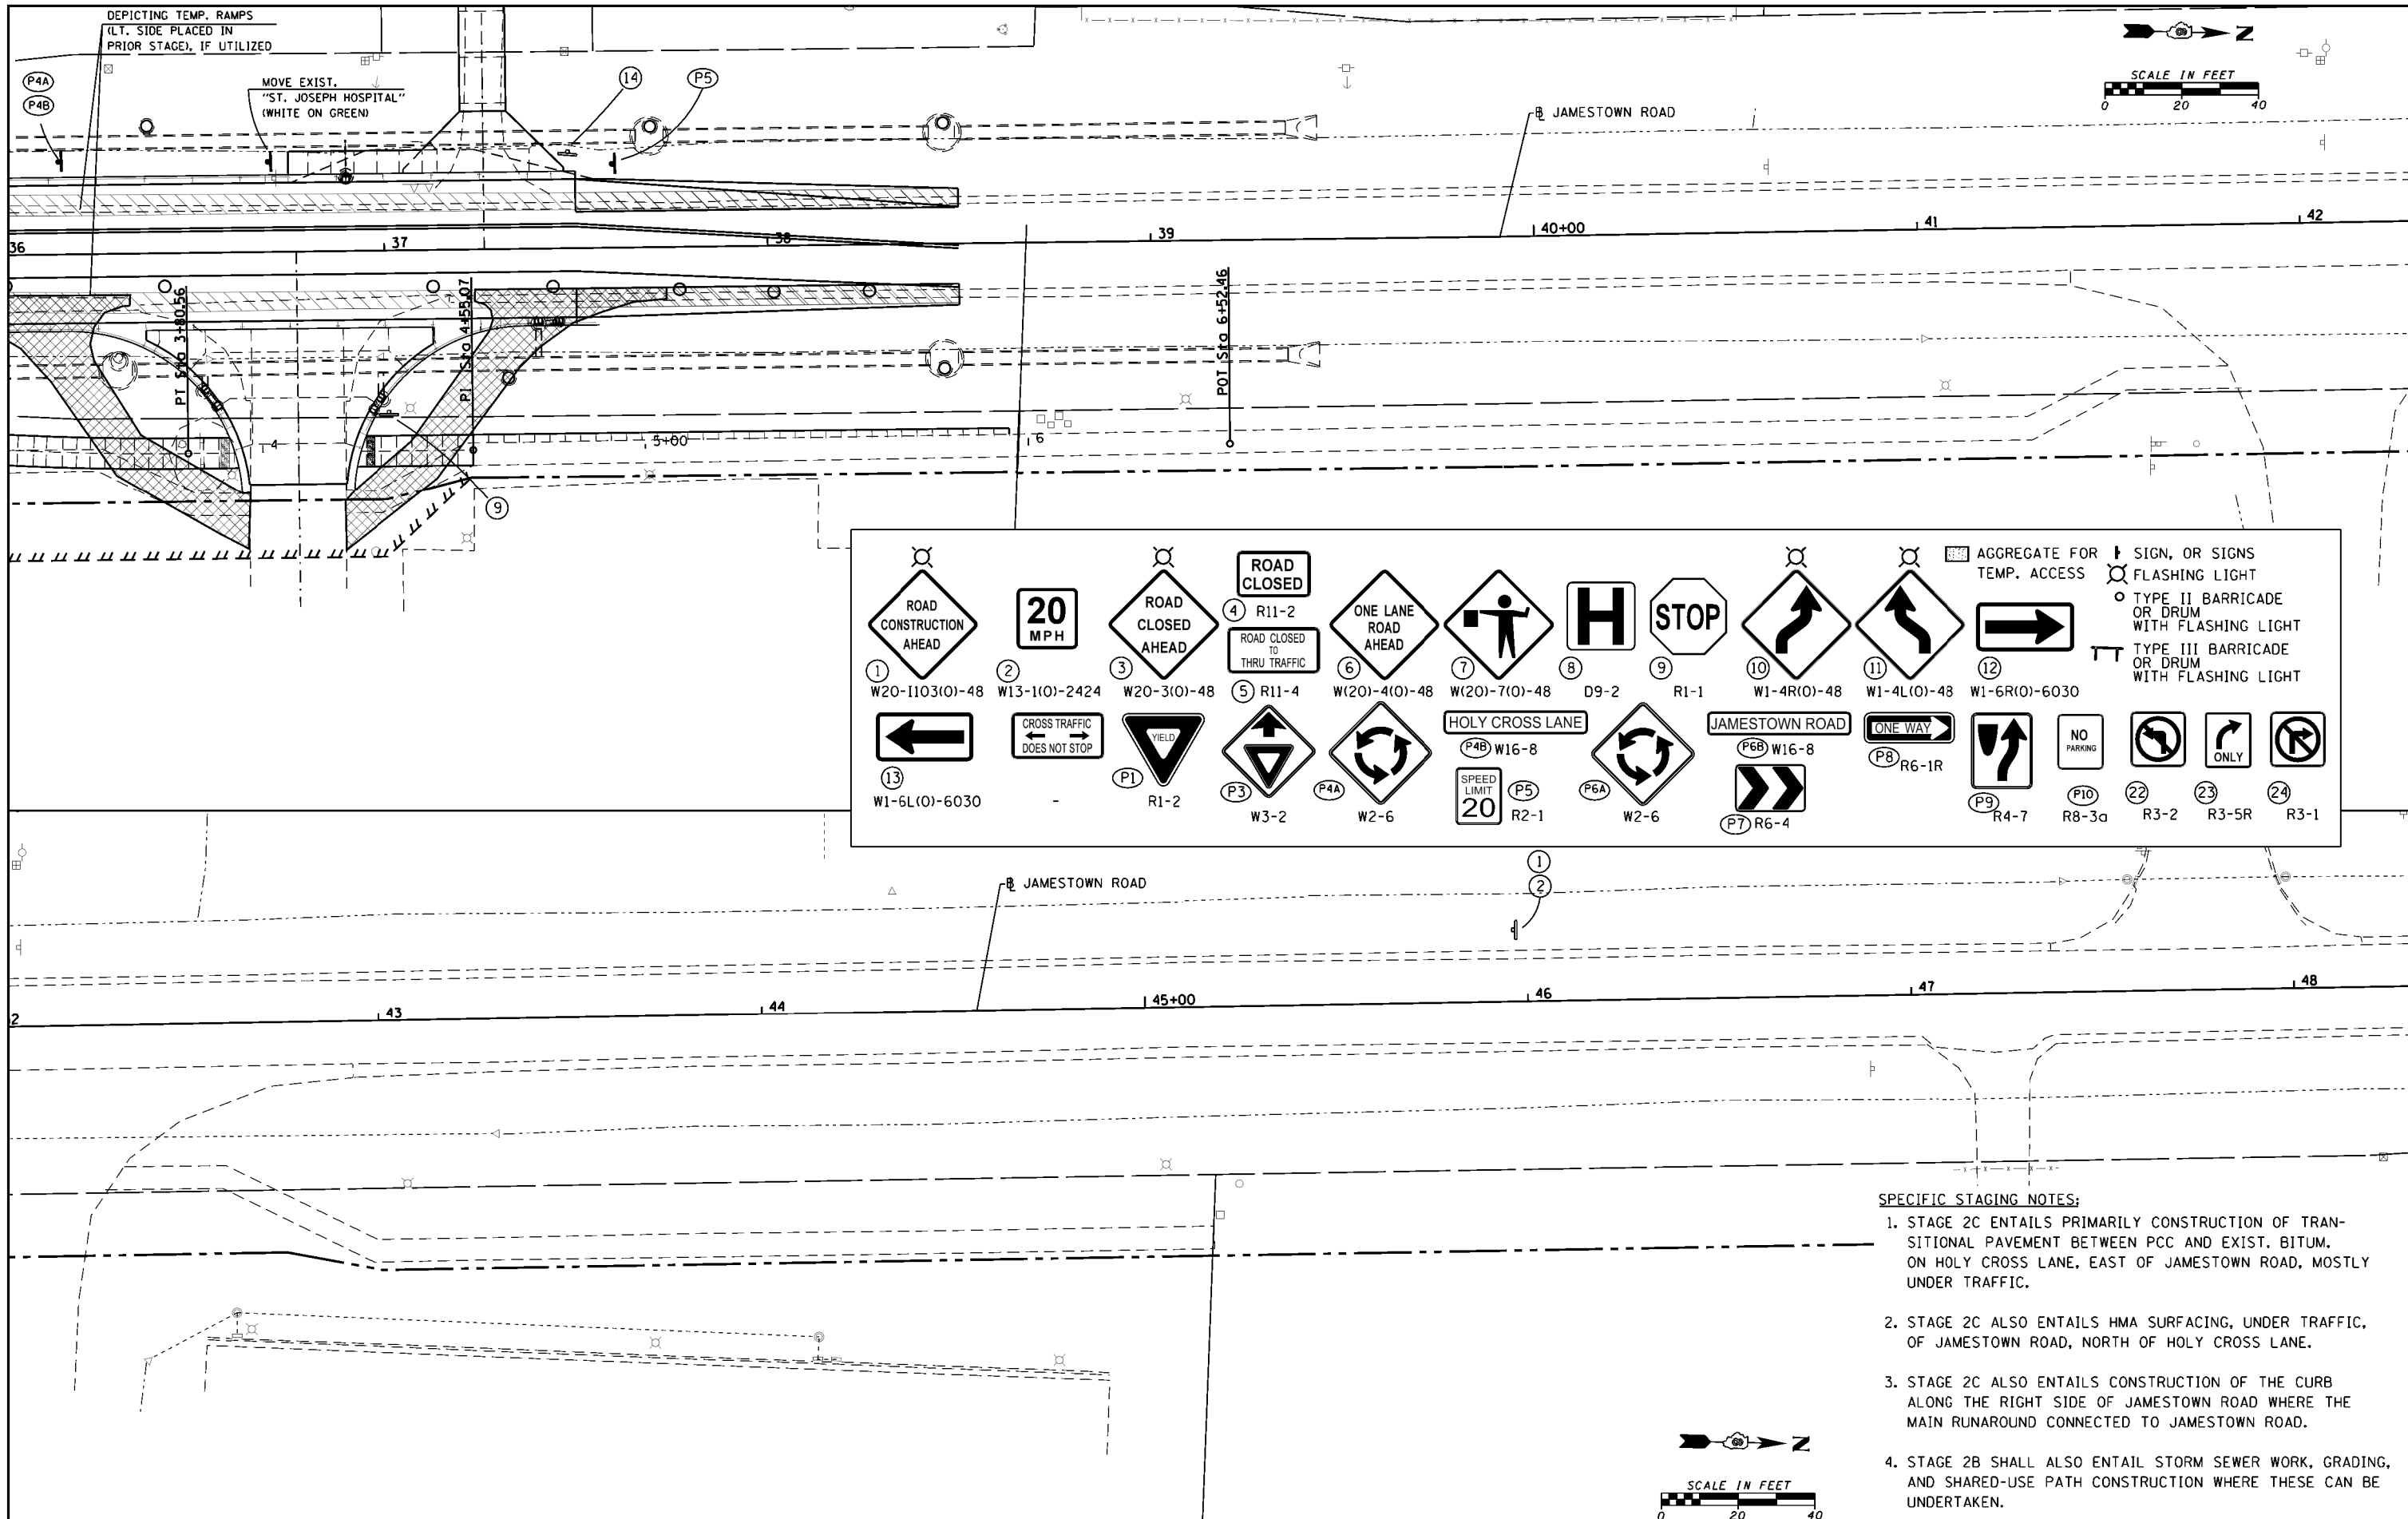 DEPICTING TEMP. RAMPS
(LT. SIDE PLACED IN
PRIOR STAGE), IF UTILIZED
P4A
P4B
MOVE EXIST.
"ST. JOSEPH HOSPITAL"
(WHITE ON GREEN)
14
P5
JAMESTOWN ROAD
N
SCALE IN FEET
0 20 40
36
37
38
39
40+00
41
42
PT Sta 3+80.56
PI Sta 4+55.07
POT Sta 6+52.46
4
5+00
6
9
ROAD
CONSTRUCTION
AHEAD
1
W20-I103(O)-48
20
MPH
2
W13-1(O)-2424
ROAD
CLOSED
AHEAD
3
W20-3(O)-48
ROAD
CLOSED
4 R11-2
ROAD CLOSED
TO
THRU TRAFFIC
5 R11-4
ONE LANE
ROAD
AHEAD
6
W(20)-4(O)-48
7
W(20)-7(O)-48
H
8
D9-2
STOP
9
R1-1
10
W1-4R(O)-48
11
W1-4L(O)-48
12
W1-6R(O)-6030
AGGREGATE FOR
TEMP. ACCESS
SIGN, OR SIGNS
FLASHING LIGHT
TYPE II BARRICADE
OR DRUM
WITH FLASHING LIGHT
TYPE III BARRICADE
OR DRUM
WITH FLASHING LIGHT
13
W1-6L(O)-6030
CROSS TRAFFIC
← →
DOES NOT STOP
-
YIELD
P1
R1-2
P3
W3-2
P4A
W2-6
HOLY CROSS LANE
P4B W16-8
SPEED
LIMIT
20
P5
R2-1
P6A
W2-6
JAMESTOWN ROAD
P6B W16-8
P7 R6-4
ONE WAY
P8 R6-1R
P9
R4-7
NO
PARKING
P10
R8-3a
22
R3-2
ONLY
23
R3-5R
24
R3-1
1
2
JAMESTOWN ROAD
2
43
44
45+00
46
47
48
SPECIFIC STAGING NOTES:
1. STAGE 2C ENTAILS PRIMARILY CONSTRUCTION OF TRAN-
SITIONAL PAVEMENT BETWEEN PCC AND EXIST. BITUM.
ON HOLY CROSS LANE, EAST OF JAMESTOWN ROAD, MOSTLY
UNDER TRAFFIC.
2. STAGE 2C ALSO ENTAILS HMA SURFACING, UNDER TRAFFIC,
OF JAMESTOWN ROAD, NORTH OF HOLY CROSS LANE.
3. STAGE 2C ALSO ENTAILS CONSTRUCTION OF THE CURB
ALONG THE RIGHT SIDE OF JAMESTOWN ROAD WHERE THE
MAIN RUNAROUND CONNECTED TO JAMESTOWN ROAD.
4. STAGE 2B SHALL ALSO ENTAIL STORM SEWER WORK, GRADING,
AND SHARED-USE PATH CONSTRUCTION WHERE THESE CAN BE
UNDERTAKEN.
N
SCALE IN FEET
0 20 40